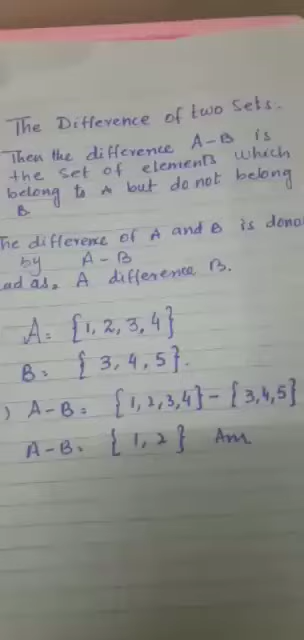 The Difference of two Sets.
Then the difference A-B is
the set of elements which
belong to A but do not belong
B
The difference of A and B is dono
by A-B
ad as, A difference B.
A = {1, 2, 3, 4}
B = { 3, 4, 5}.
) A-B = {1, 2, 3, 4} - {3, 4, 5}
A-B = {1, 2} Ans